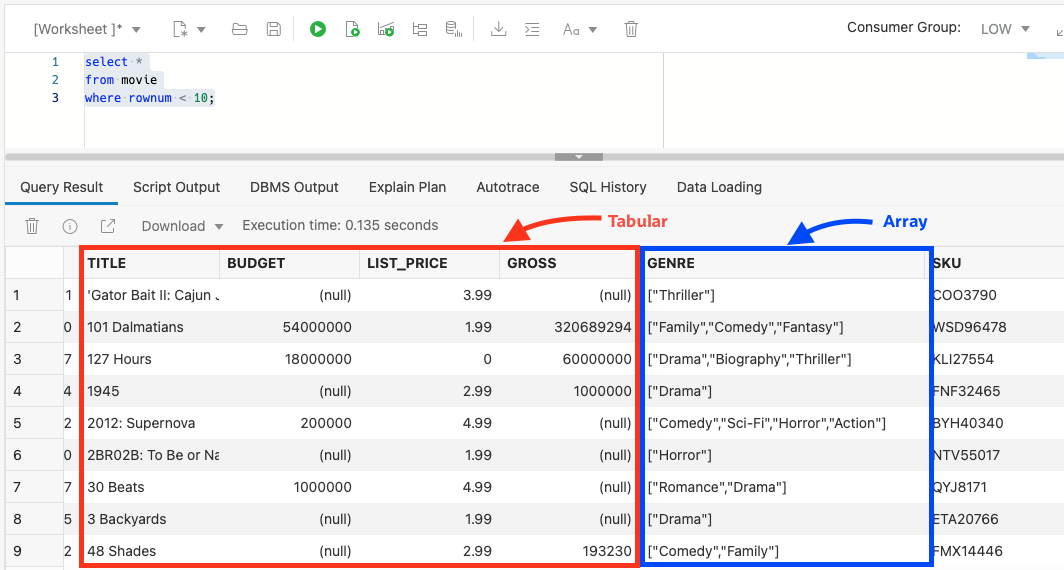 [Worksheet ]* Aa Consumer Group: LOW
1 select *
2 from movie
3 where rownum < 10;
Query Result Script Output DBMS Output Explain Plan Autotrace SQL History Data Loading
Download Execution time: 0.135 seconds Tabular Array
TITLE BUDGET LIST_PRICE GROSS GENRE SKU
1 1 'Gator Bait II: Cajun J (null) 3.99 (null) ["Thriller"] COO3790
2 0 101 Dalmatians 54000000 1.99 320689294 ["Family","Comedy","Fantasy"] WSD96478
3 7 127 Hours 18000000 0 60000000 ["Drama","Biography","Thriller"] KLI27554
4 4 1945 (null) 2.99 1000000 ["Drama"] FNF32465
5 2 2012: Supernova 200000 4.99 (null) ["Comedy","Sci-Fi","Horror","Action"] BYH40340
6 0 2BR02B: To Be or Na (null) 1.99 (null) ["Horror"] NTV55017
7 7 30 Beats 1000000 4.99 (null) ["Romance","Drama"] QYJ8171
8 5 3 Backyards (null) 1.99 (null) ["Drama"] ETA20766
9 2 48 Shades (null) 2.99 193230 ["Comedy","Family"] FMX14446